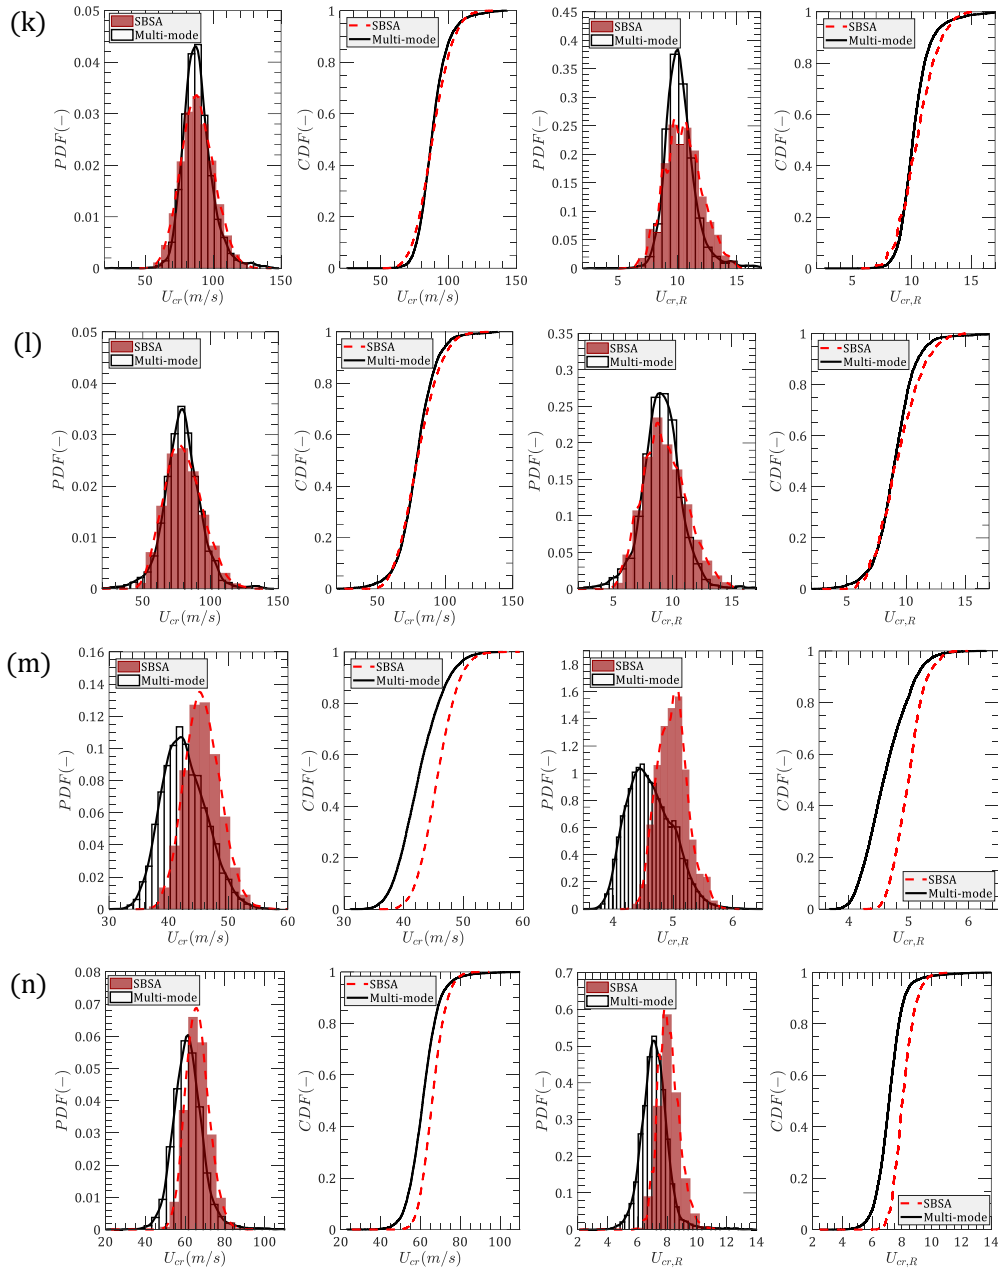 (k)
PDF(−)
0.05
0.04
0.03
0.02
0.01
0
SBSA
Multi-mode
50 100 150
U_cr(m/s)
CDF(−)
1
0.8
0.6
0.4
0.2
0
SBSA
Multi-mode
50 100 150
U_cr(m/s)
PDF(−)
0.45
0.4
0.35
0.3
0.25
0.2
0.15
0.1
0.05
0
SBSA
Multi-mode
5 10 15
U_cr,R
CDF(−)
1
0.8
0.6
0.4
0.2
0
SBSA
Multi-mode
5 10 15
U_cr,R
(l)
PDF(−)
0.05
0.04
0.03
0.02
0.01
0
SBSA
Multi-mode
50 100 150
U_cr(m/s)
CDF(−)
1
0.8
0.6
0.4
0.2
0
SBSA
Multi-mode
50 100 150
U_cr(m/s)
PDF(−)
0.35
0.3
0.25
0.2
0.15
0.1
0.05
0
SBSA
Multi-mode
5 10 15
U_cr,R
CDF(−)
1
0.8
0.6
0.4
0.2
0
SBSA
Multi-mode
5 10 15
U_cr,R
(m)
PDF(−)
0.16
0.14
0.12
0.1
0.08
0.06
0.04
0.02
0
SBSA
Multi-mode
30 40 50 60
U_cr(m/s)
CDF(−)
1
0.8
0.6
0.4
0.2
0
SBSA
Multi-mode
30 40 50 60
U_cr(m/s)
PDF(−)
1.8
1.6
1.4
1.2
1
0.8
0.6
0.4
0.2
0
SBSA
Multi-mode
4 5 6
U_cr,R
CDF(−)
1
0.8
0.6
0.4
0.2
0
SBSA
Multi-mode
4 5 6
U_cr,R
(n)
PDF(−)
0.08
0.07
0.06
0.05
0.04
0.03
0.02
0.01
0
SBSA
Multi-mode
20 40 60 80 100
U_cr(m/s)
CDF(−)
1
0.8
0.6
0.4
0.2
0
SBSA
Multi-mode
20 40 60 80 100
U_cr(m/s)
PDF(−)
0.7
0.6
0.5
0.4
0.3
0.2
0.1
0
SBSA
Multi-mode
2 4 6 8 10 12 14
U_cr,R
CDF(−)
1
0.8
0.6
0.4
0.2
0
SBSA
Multi-mode
2 4 6 8 10 12 14
U_cr,R